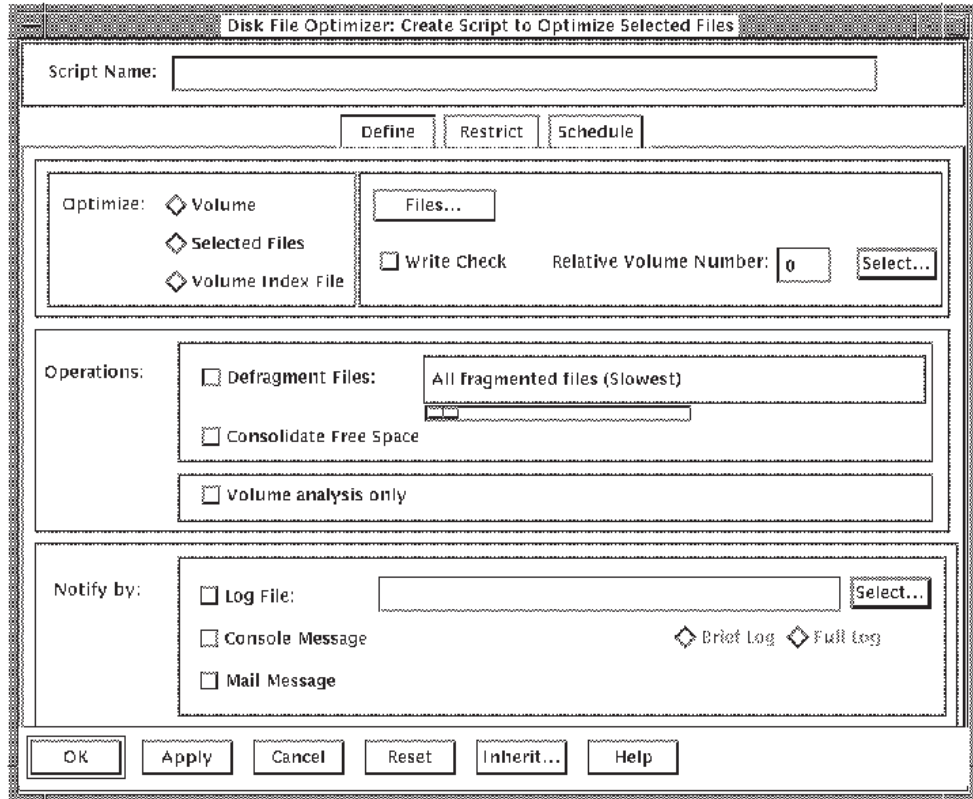 Disk File Optimizer: Create Script to Optimize Selected Files
Script Name:
Define Restrict Schedule
Optimize: Volume Files...
Selected Files
Write Check Relative Volume Number: 0 Select...
Volume Index File
Operations: Defragment Files: All fragmented files (Slowest)
Consolidate Free Space
Volume analysis only
Notify by: Log File: Select...
Console Message Brief Log Full Log
Mail Message
OK Apply Cancel Reset Inherit... Help